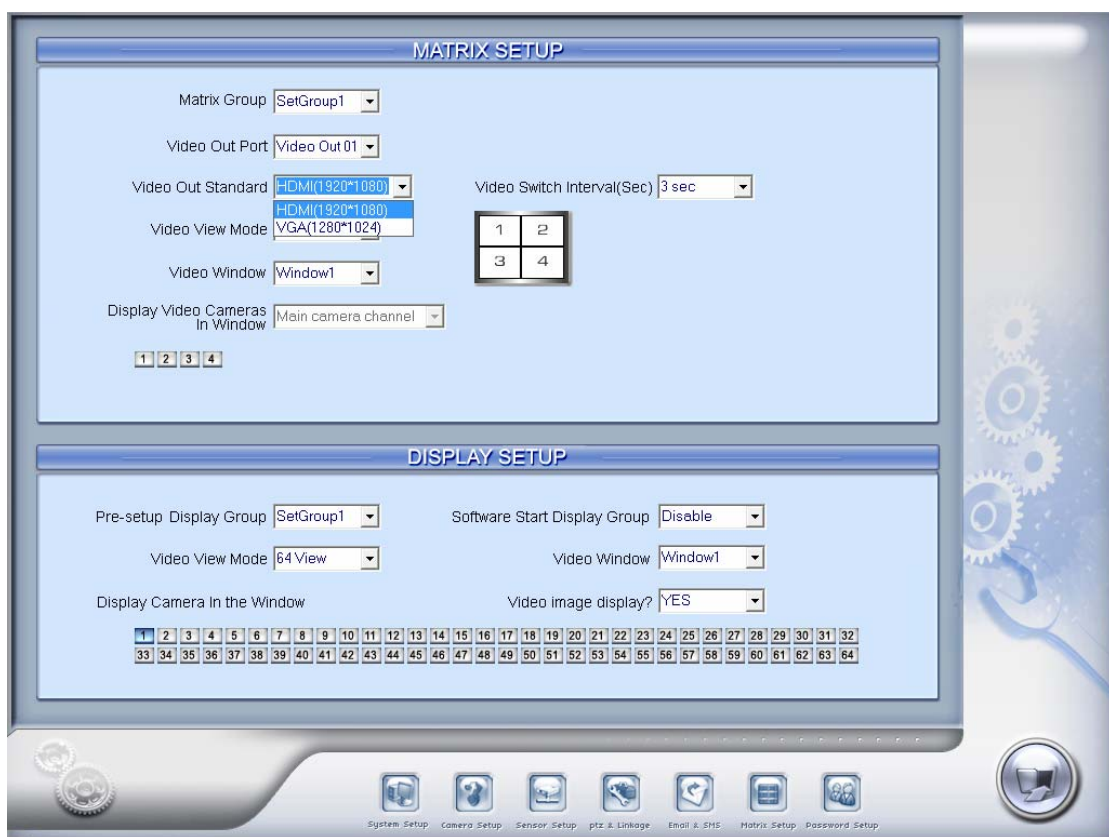 MATRIX SETUP
Matrix Group SetGroup1
Video Out Port Video Out 01
Video Out Standard HDMI(1920*1080) Video Switch Interval(Sec) 3 sec
HDMI(1920*1080)
Video View Mode VGA(1280*1024)
1 2
3 4
Video Window Window1
Display Video Cameras
In Window Main camera channel
1 2 3 4
DISPLAY SETUP
Pre-setup Display Group SetGroup1 Software Start Display Group Disable
Video View Mode 64 View Video Window Window1
Display Camera In the Window Video image display? YES
1 2 3 4 5 6 7 8 9 10 11 12 13 14 15 16 17 18 19 20 21 22 23 24 25 26 27 28 29 30 31 32
33 34 35 36 37 38 39 40 41 42 43 44 45 46 47 48 49 50 51 52 53 54 55 56 57 58 59 60 61 62 63 64
System Setup Camera Setup Sensor Setup ptz & Linkage Email & SMS Matrix Setup Password Setup